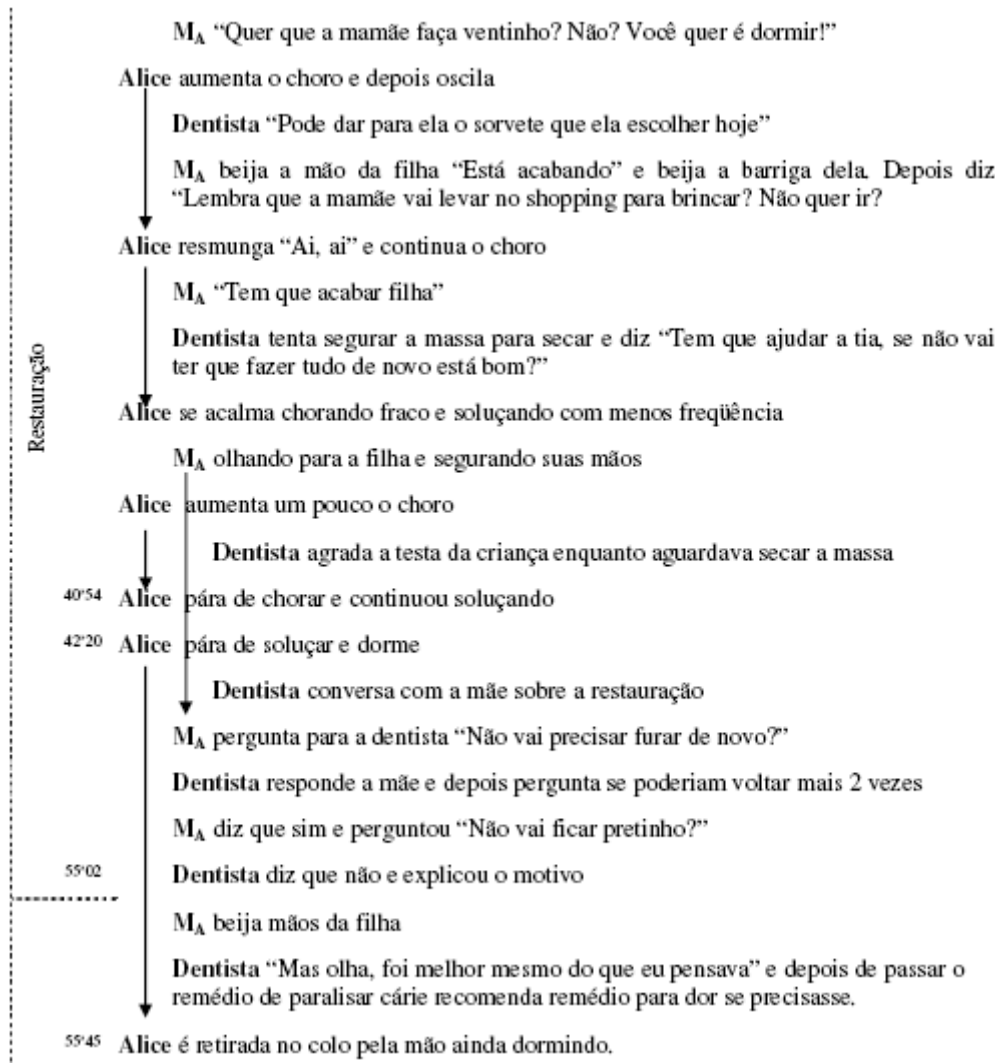 M_A “Quer que a mamãe faça ventinho? Não? Você quer é dormir!”
Alice aumenta o choro e depois oscila
Dentista “Pode dar para ela o sorvete que ela escolher hoje”
M_A beija a mão da filha “Está acabando” e beija a barriga dela. Depois diz
“Lembra que a mamãe vai levar no shopping para brincar? Não quer ir?
Alice resmunga “Ai, ai” e continua o choro
M_A “Tem que acabar filha”
Dentista tenta segurar a massa para secar e diz “Tem que ajudar a tia, se não vai
ter que fazer tudo de novo está bom?”
Restauração
Alice se acalma chorando fraco e soluçando com menos freqüência
M_A olhando para a filha e segurando suas mãos
Alice aumenta um pouco o choro
Dentista agrada a testa da criança enquanto aguardava secar a massa
40'54 Alice pára de chorar e continuou soluçando
42'20 Alice pára de soluçar e dorme
Dentista conversa com a mãe sobre a restauração
M_A pergunta para a dentista “Não vai precisar furar de novo?”
Dentista responde a mãe e depois pergunta se poderiam voltar mais 2 vezes
M_A diz que sim e perguntou “Não vai ficar pretinho?”
55'02 Dentista diz que não e explicou o motivo
M_A beija mãos da filha
Dentista “Mas olha, foi melhor mesmo do que eu pensava” e depois de passar o
remédio de paralisar cárie recomenda remédio para dor se precisasse.
55'45 Alice é retirada no colo pela mão ainda dormindo.